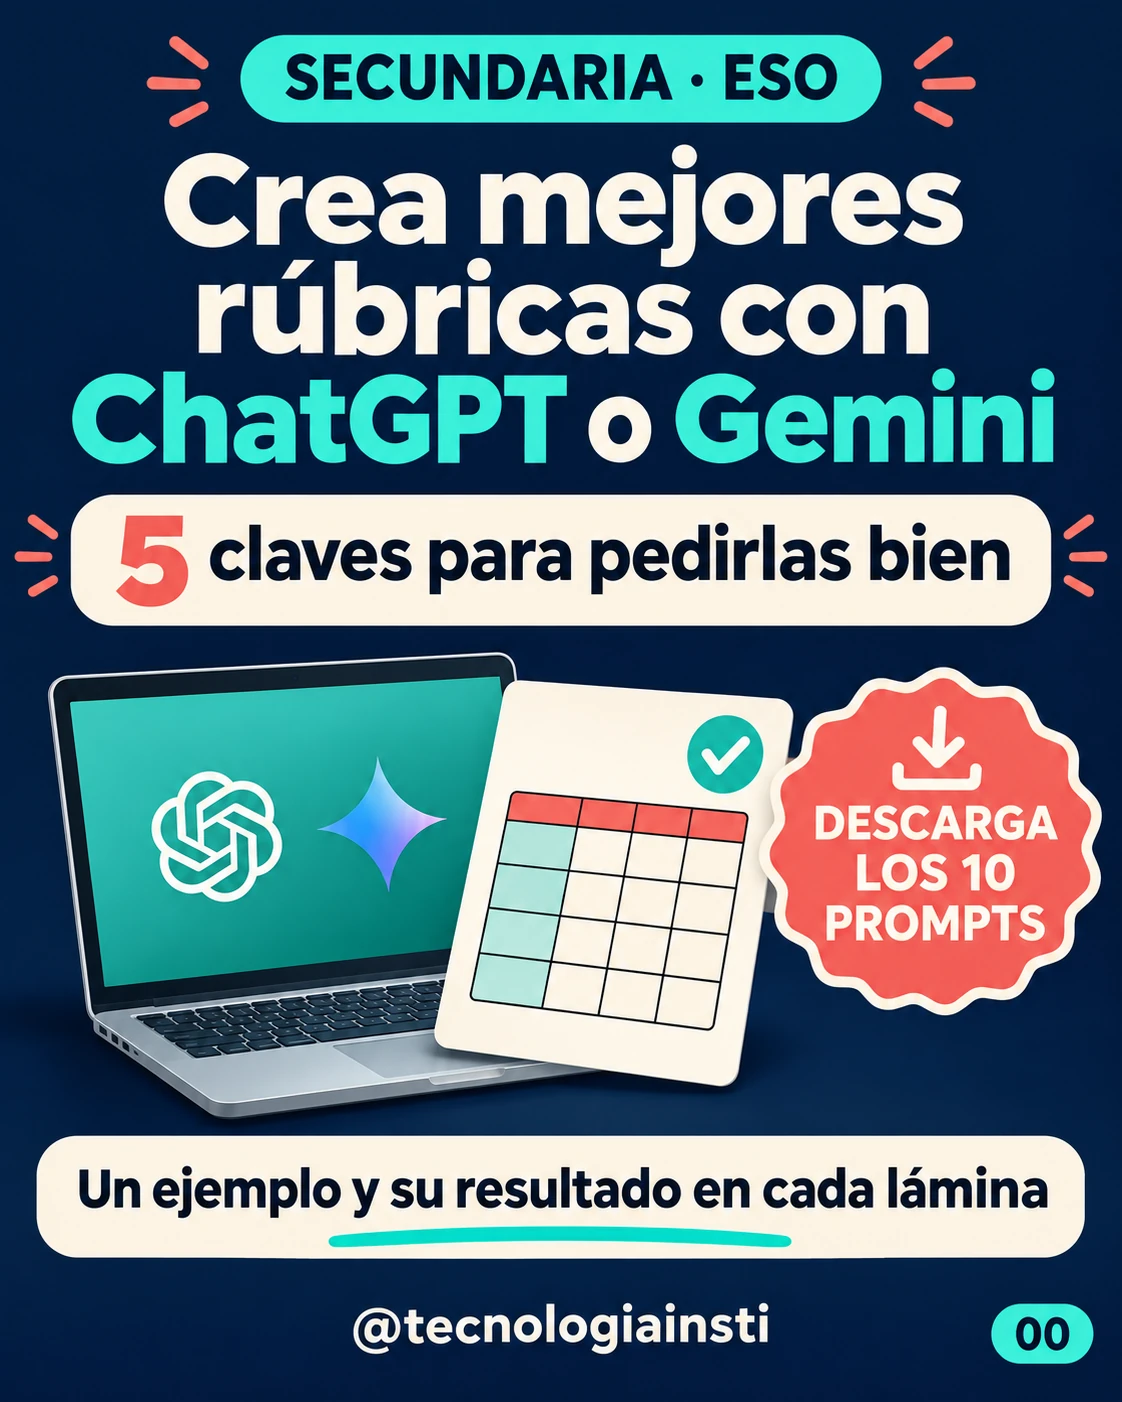 SECUNDARIA · ESO
Crea mejores
rúbricas con
ChatGPT o Gemini
5 claves para pedirlas bien
DESCARGA
LOS 10
PROMPTS
Un ejemplo y su resultado en cada lámina
@tecnologiainsti
00